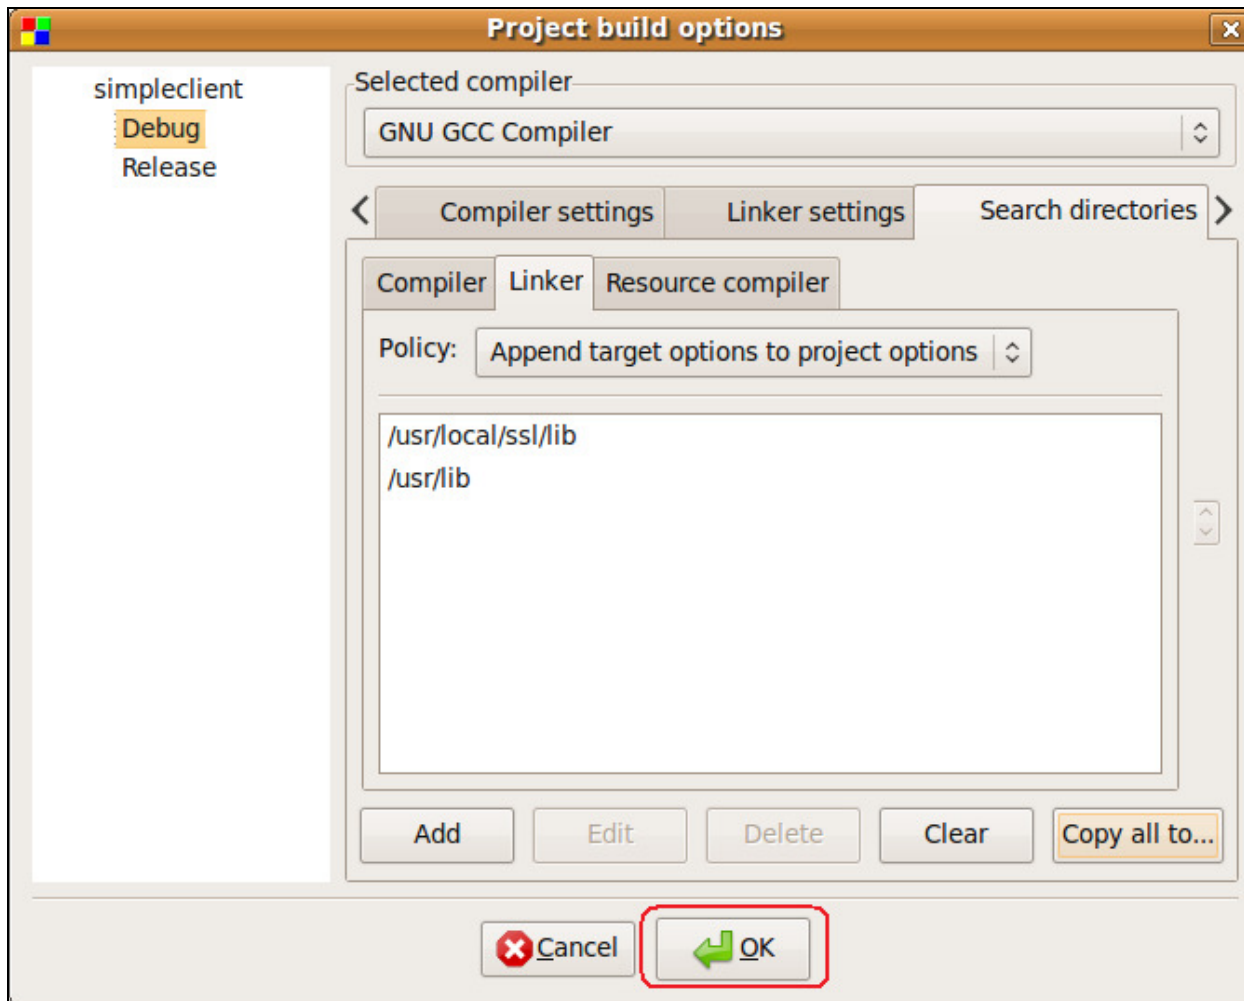 Project build options
simpleclient
Debug
Release
Selected compiler
GNU GCC Compiler
Compiler settings
Linker settings
Search directories
Compiler
Linker
Resource compiler
Policy:
Append target options to project options
/usr/local/ssl/lib
/usr/lib
Add
Edit
Delete
Clear
Copy all to...
Cancel
OK